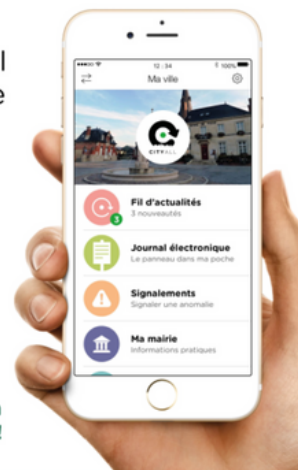 l
e
12:34
100%
Ma ville
CITYALL
Fil d'actualités
3 nouveautés
3
Journal électronique
Le panneau dans ma poche
Signalements
Signaler une anomalie
Ma mairie
Informations pratiques
!